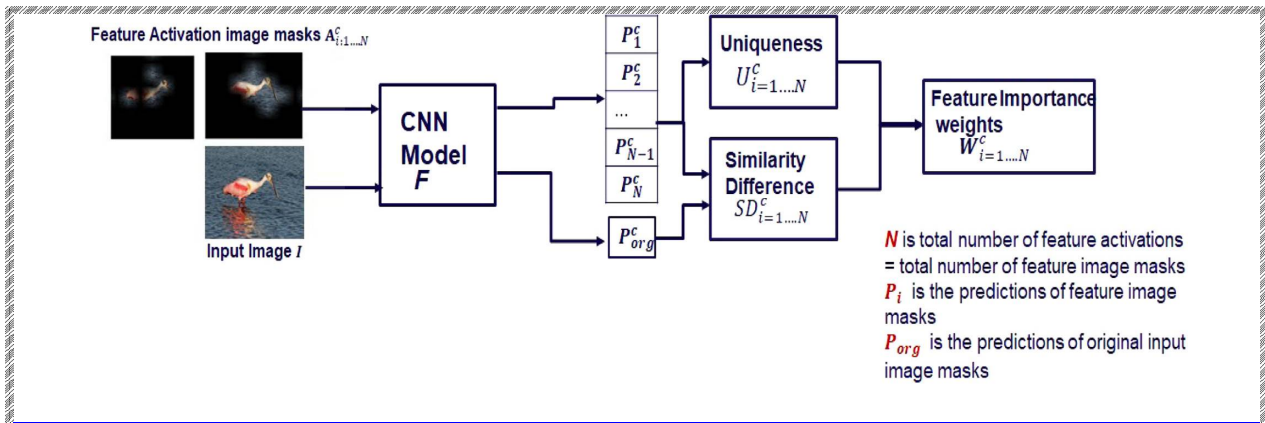 Feature Activation image masks A^c_{i:1....N}
Input Image I
CNN
Model
F
P^c_1
P^c_2
...
P^c_{N−1}
P^c_N
P^c_{org}
Uniqueness
U^c_{i=1....N}
Similarity
Difference
SD^c_{i=1....N}
Feature Importance
weights
W^c_{i=1....N}
N is total number of feature activations
= total number of feature image masks
P_i is the predictions of feature image
masks
P_{org} is the predictions of original input
image masks